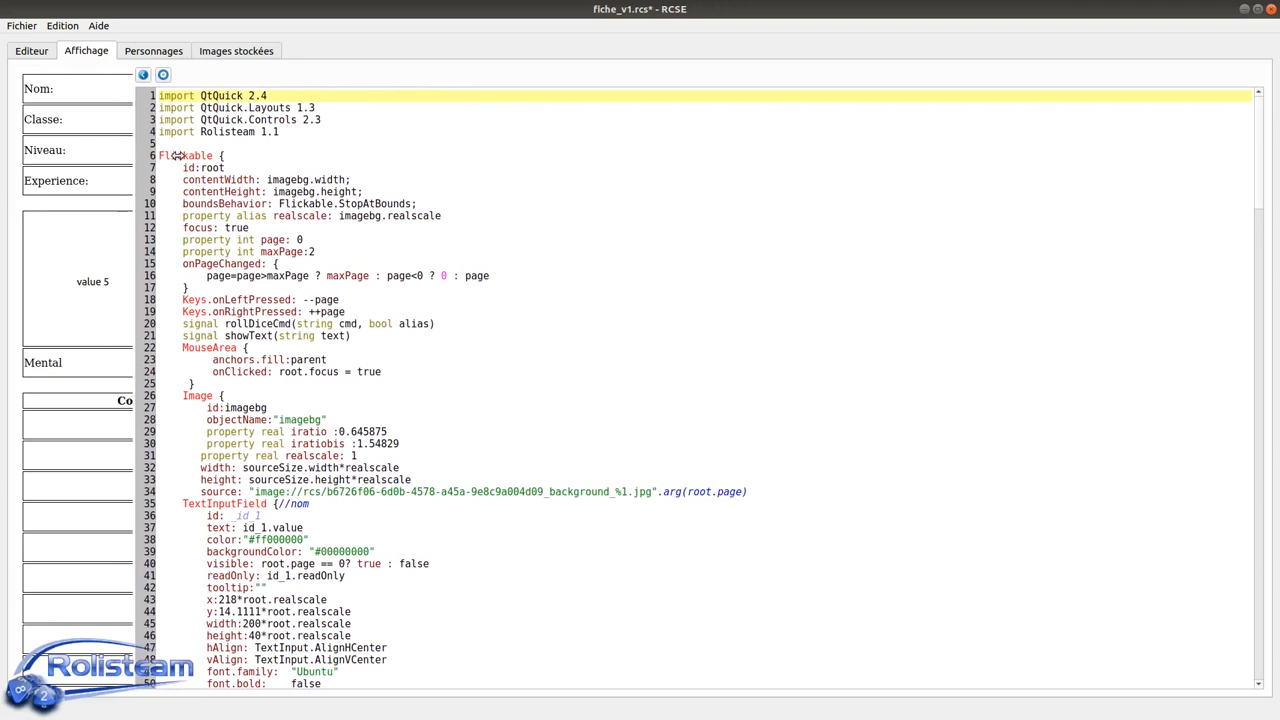 fiche_v1.rcs* - RCSE
Fichier Edition Aide
Editeur Affichage Personnages Images stockées
Nom:
Classe:
Niveau:
Experience:
value 5
Mental
Co
1 import QtQuick 2.4
2 import QtQuick.Layouts 1.3
3 import QtQuick.Controls 2.3
4 import Rolisteam 1.1
5
6 Flickable {
7 id:root
8 contentWidth: imagebg.width;
9 contentHeight: imagebg.height;
10 boundsBehavior: Flickable.StopAtBounds;
11 property alias realscale: imagebg.realscale
12 focus: true
13 property int page: 0
14 property int maxPage:2
15 onPageChanged: {
16 page=page>maxPage ? maxPage : page<0 ? 0 : page
17 }
18 Keys.onLeftPressed: --page
19 Keys.onRightPressed: ++page
20 signal rollDiceCmd(string cmd, bool alias)
21 signal showText(string text)
22 MouseArea {
23 anchors.fill:parent
24 onClicked: root.focus = true
25 }
26 Image {
27 id:imagebg
28 objectName:"imagebg"
29 property real iratio :0.645875
30 property real iratiobis :1.54829
31 property real realscale: 1
32 width: sourceSize.width*realscale
33 height: sourceSize.height*realscale
34 source: "image://rcs/b6726f06-6d0b-4578-a45a-9e8c9a004d09_background_%1.jpg".arg(root.page)
35 TextInputField {//nom
36 id: _id_1
37 text: id_1.value
38 color:"#ff000000"
39 backgroundColor: "#00000000"
40 visible: root.page == 0? true : false
41 readOnly: id_1.readOnly
42 tooltip:""
43 x:218*root.realscale
44 y:14.1111*root.realscale
45 width:200*root.realscale
46 height:40*root.realscale
47 hAlign: TextInput.AlignHCenter
48 vAlign: TextInput.AlignVCenter
49 font.family: "Ubuntu"
50 font.bold: false
Rolisteam
8 2